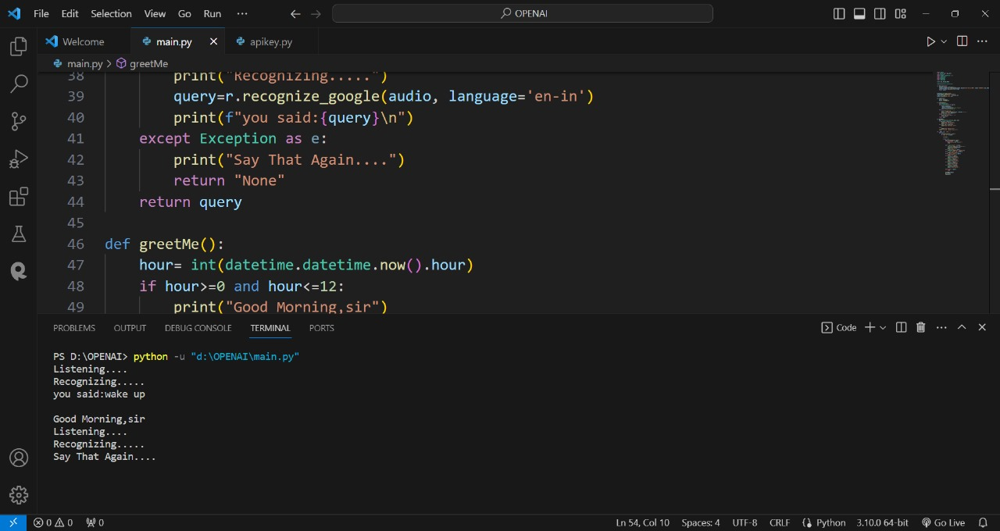 File Edit Selection View Go Run ··· OPENAI
Welcome main.py apikey.py
main.py > greetMe
38 print("Recognizing.....")
39 query=r.recognize_google(audio, language='en-in')
40 print(f"you said:{query}\n")
41 except Exception as e:
42 print("Say That Again....")
43 return "None"
44 return query
45
46 def greetMe():
47 hour= int(datetime.datetime.now().hour)
48 if hour>=0 and hour<=12:
49 print("Good Morning,sir")
PROBLEMS OUTPUT DEBUG CONSOLE TERMINAL PORTS Code
PS D:\OPENAI> python -u "d:\OPENAI\main.py"
Listening....
Recognizing.....
you said:wake up
Good Morning,sir
Listening....
Recognizing.....
Say That Again....
0 0 0 Ln 54, Col 10 Spaces: 4 UTF-8 CRLF Python 3.10.0 64-bit Go Live